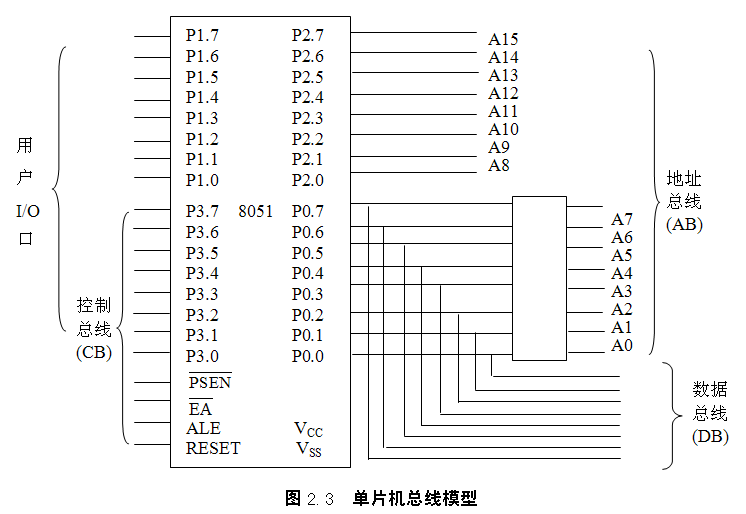 P1.7 P2.7 A15
P1.6 P2.6 A14
P1.5 P2.5 A13
P1.4 P2.4 A12
P1.3 P2.3 A11
P1.2 P2.2 A10
P1.1 P2.1 A9
P1.0 P2.0 A8
用
户
I/O
口
地址
总线
(AB)
P3.7 8051 P0.7 A7
P3.6 P0.6 A6
P3.5 P0.5 A5
P3.4 P0.4 A4
P3.3 P0.3 A3
P3.2 P0.2 A2
P3.1 P0.1 A1
P3.0 P0.0 A0
控制
总线
(CB)
PSEN
EA
ALE VCC
RESET VSS
数据
总线
(DB)
图 2.3 单片机总线模型